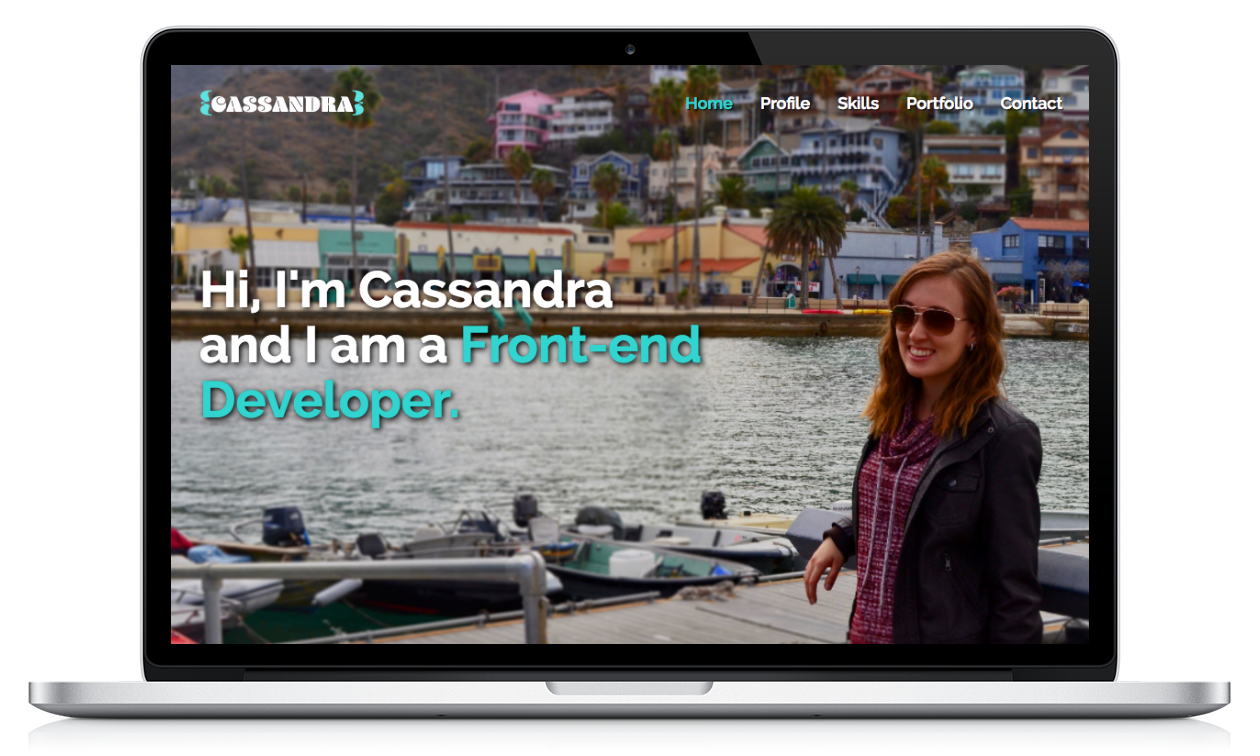 {CASSANDRA}
Home Profile Skills Portfolio Contact
Hi, I'm Cassandra
and I am a Front-end
Developer.